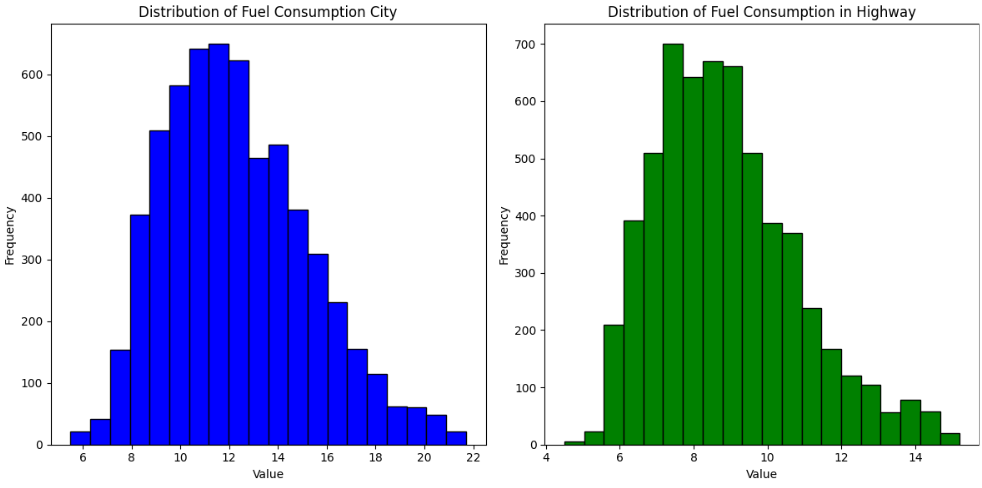 Distribution of Fuel Consumption City
Frequency
600
500
400
300
200
100
0
6 8 10 12 14 16 18 20 22
Value
Distribution of Fuel Consumption in Highway
Frequency
700
600
500
400
300
200
100
0
4 6 8 10 12 14
Value